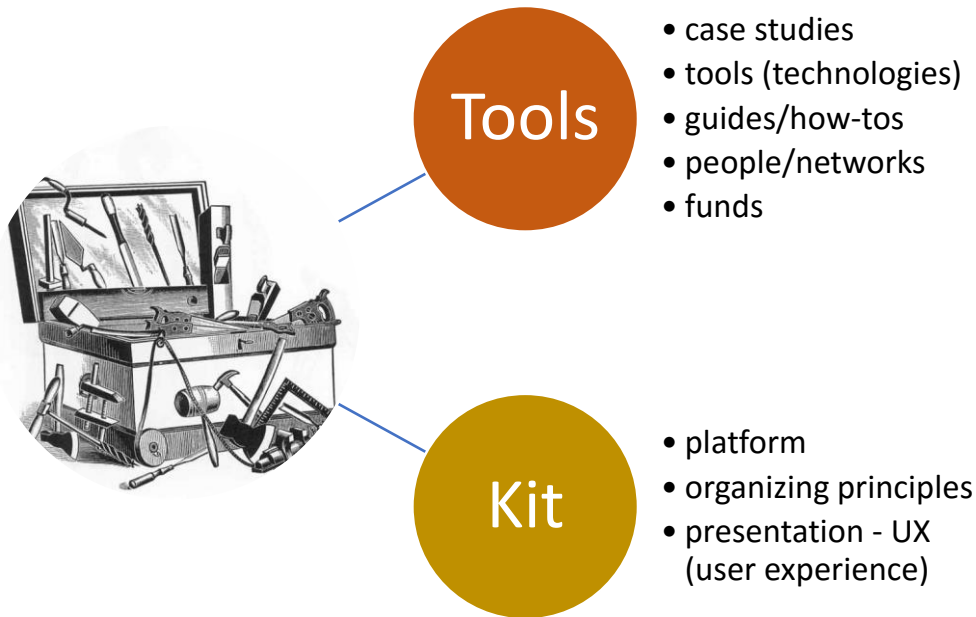 Tools
• case studies
• tools (technologies)
• guides/how-tos
• people/networks
• funds
Kit
• platform
• organizing principles
• presentation - UX
(user experience)